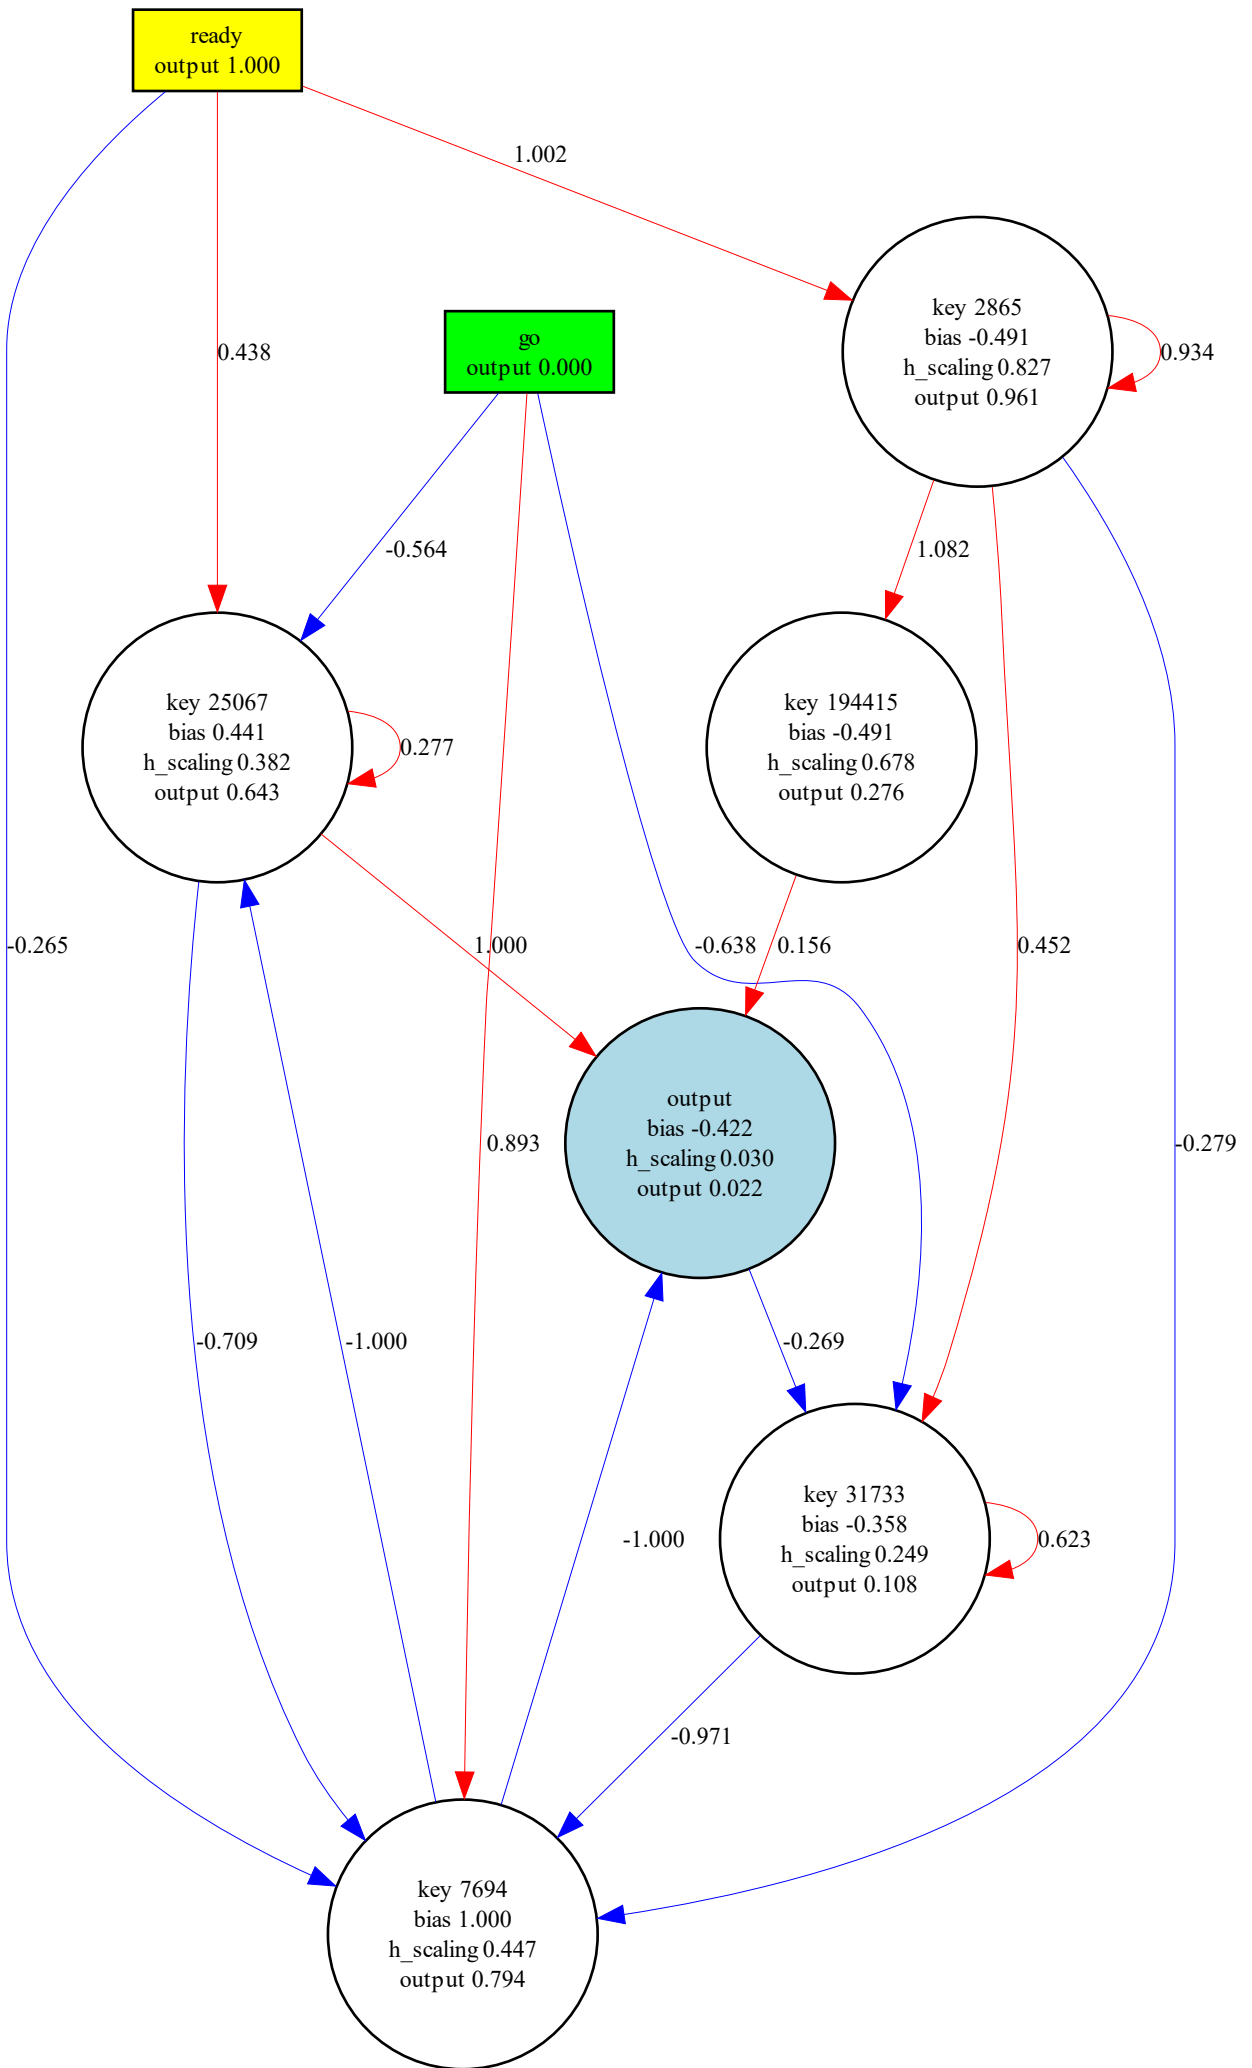 ready
output 1.000
1.002
key 2865
bias -0.491
h_scaling 0.827
output 0.961
0.934
go
output 0.000
0.438
-0.564
1.082
key 25067
bias 0.441
h_scaling 0.382
output 0.643
0.277
key 194415
bias -0.491
h_scaling 0.678
output 0.276
-0.265
1.000
-0.638
0.156
0.452
output
bias -0.422
h_scaling 0.030
output 0.022
0.893
-0.279
-0.709
-1.000
-0.269
key 31733
bias -0.358
h_scaling 0.249
output 0.108
-1.000
0.623
-0.971
key 7694
bias 1.000
h_scaling 0.447
output 0.794